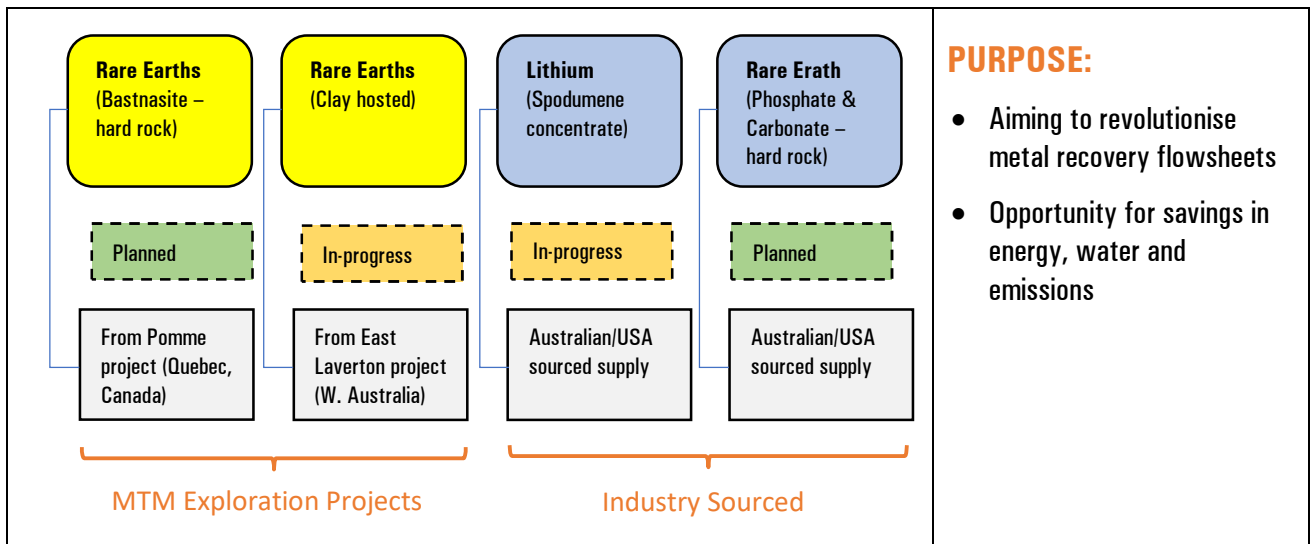 Rare Earths
(Bastnasite –
hard rock)
Rare Earths
(Clay hosted)
Lithium
(Spodumene
concentrate)
Rare Erath
(Phosphate &
Carbonate –
hard rock)
Planned
In-progress
In-progress
Planned
From Pomme
project (Quebec,
Canada)
From East
Laverton project
(W. Australia)
Australian/USA
sourced supply
Australian/USA
sourced supply
MTM Exploration Projects
Industry Sourced
PURPOSE:
• Aiming to revolutionise
metal recovery flowsheets
• Opportunity for savings in
energy, water and
emissions